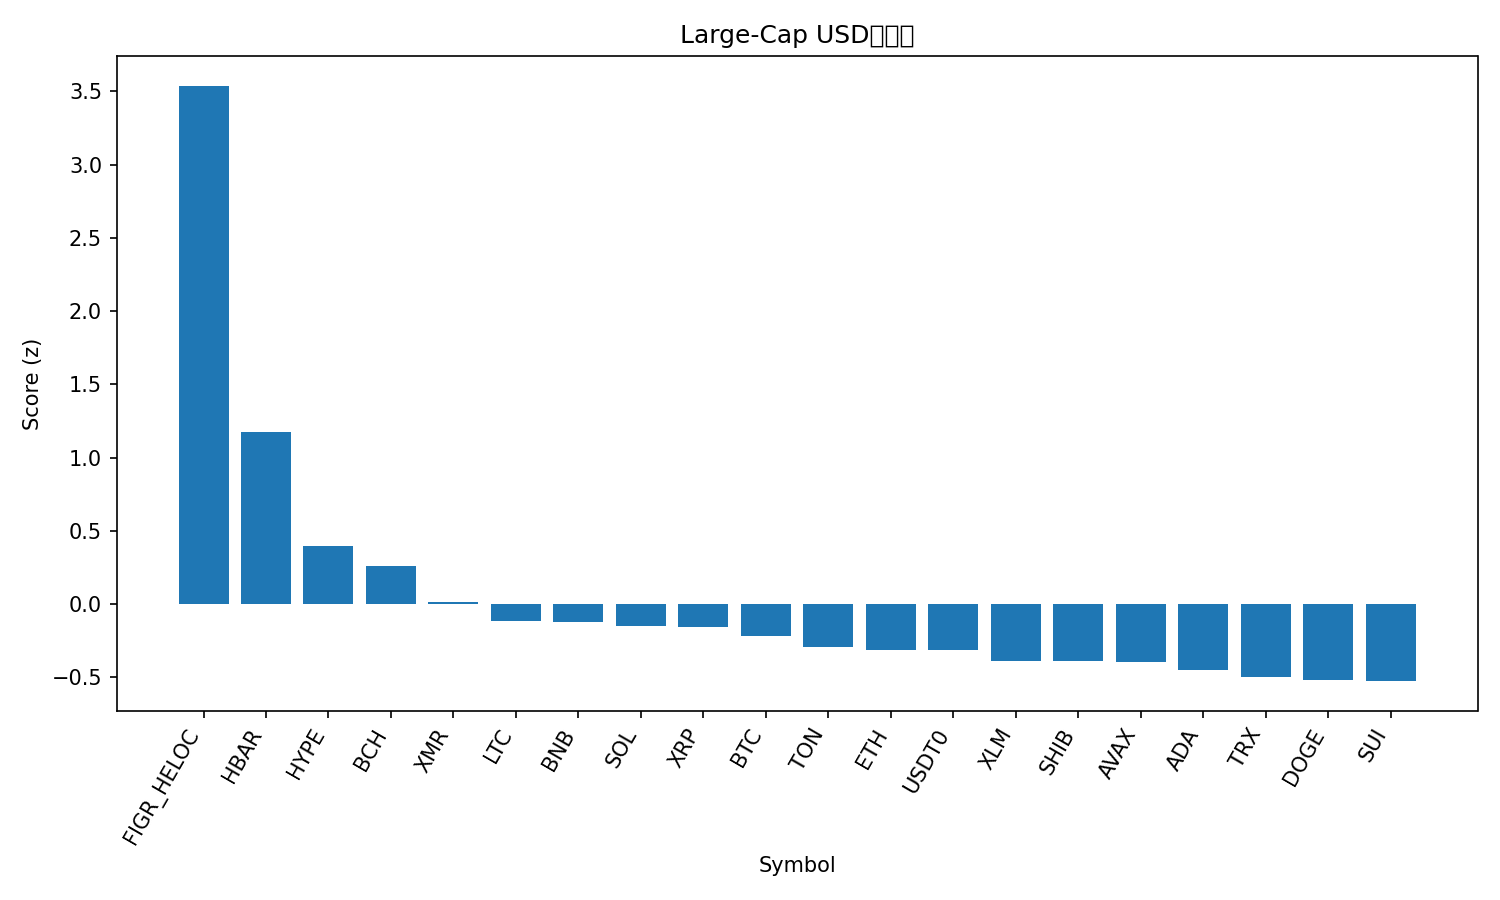 Large-Cap USD
Score (z)
3.5
3.0
2.5
2.0
1.5
1.0
0.5
0.0
−0.5
FIGR_HELOC
HBAR
HYPE
BCH
XMR
LTC
BNB
SOL
XRP
BTC
TON
ETH
USDT0
XLM
SHIB
AVAX
ADA
TRX
DOGE
SUI
Symbol